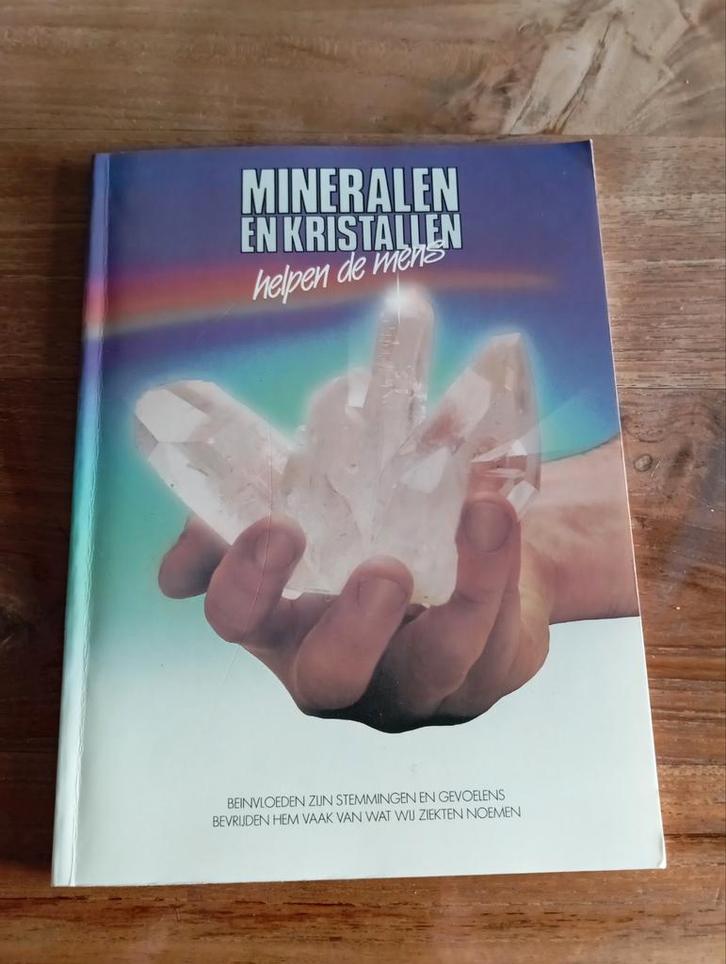 MINERALEN
EN KRISTALLEN
helpen de mens
BEINVLOEDEN ZIJN STEMMINGEN EN GEVOELENS
BEVRIJDEN HEM VAAK VAN WAT WIJ ZIEKTEN NOEMEN